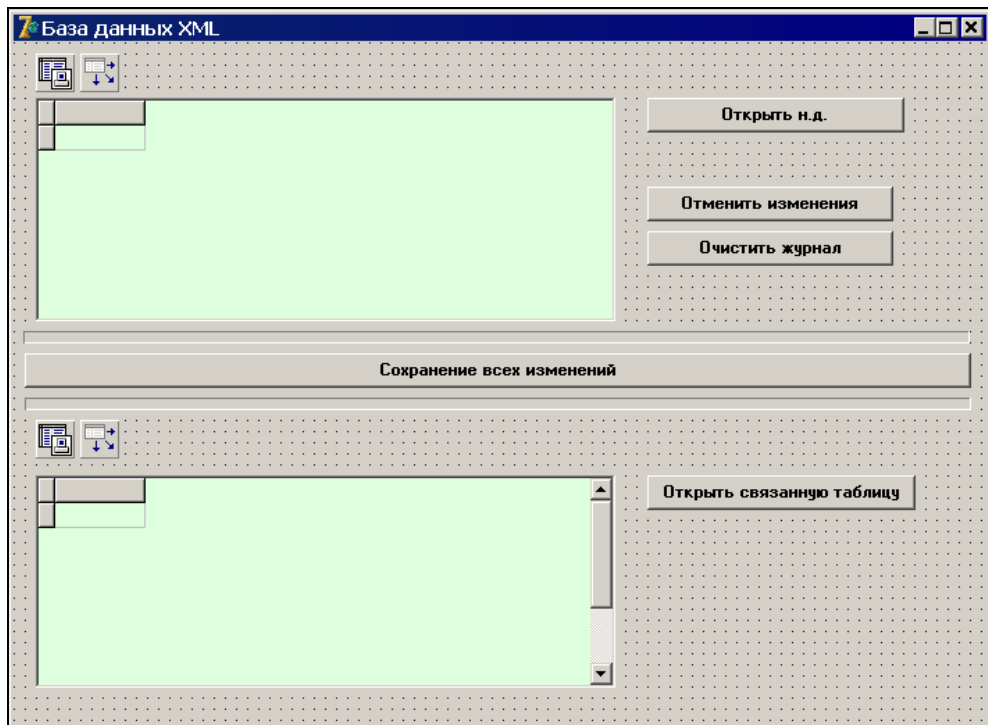 База данных XML
Открыть н.д.
Отменить изменения
Очистить журнал
Сохранение всех изменений
Открыть связанную таблицу